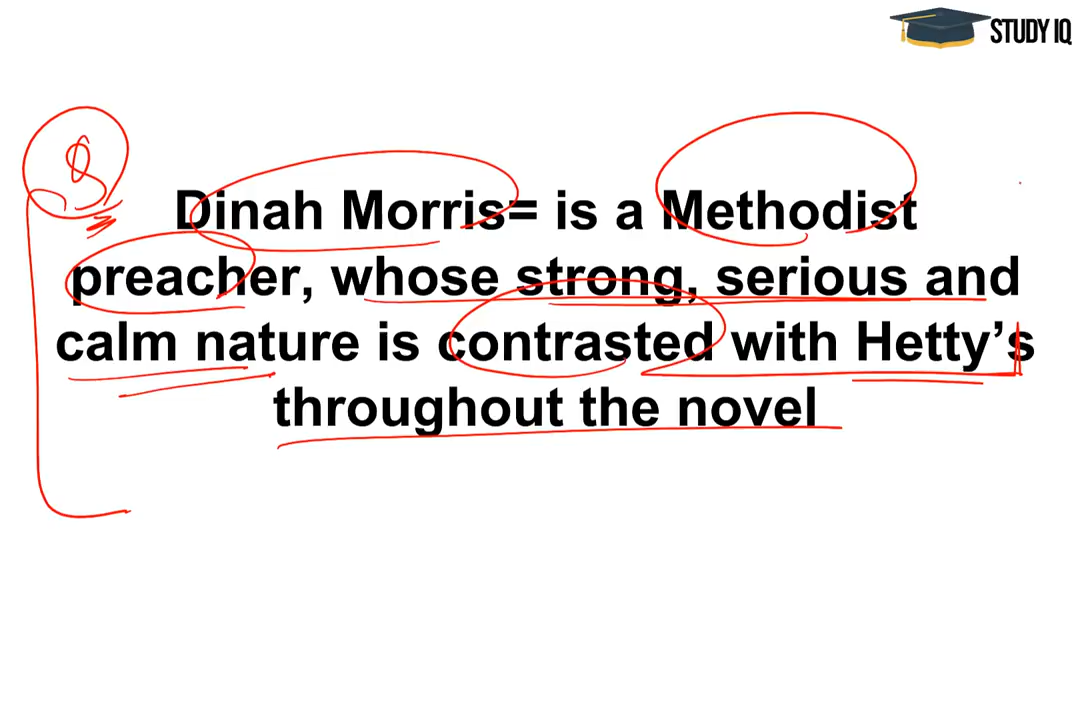 STUDY IQ
Dinah Morris= is a Methodist
preacher, whose strong, serious and
calm nature is contrasted with Hetty’s
throughout the novel